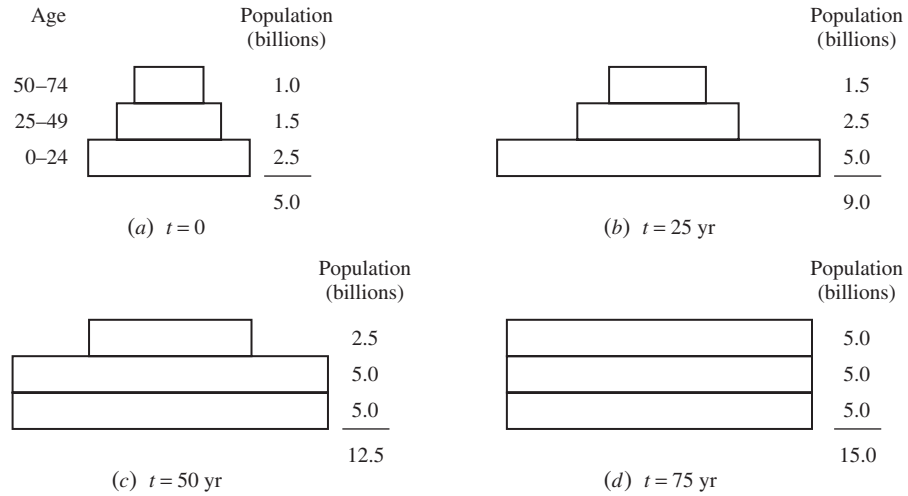 Age Population
(billions)
50–74 1.0
25–49 1.5
0–24 2.5
5.0
(a) t = 0
Population
(billions)
1.5
2.5
5.0
9.0
(b) t = 25 yr
Population
(billions)
2.5
5.0
5.0
12.5
(c) t = 50 yr
Population
(billions)
5.0
5.0
5.0
15.0
(d) t = 75 yr